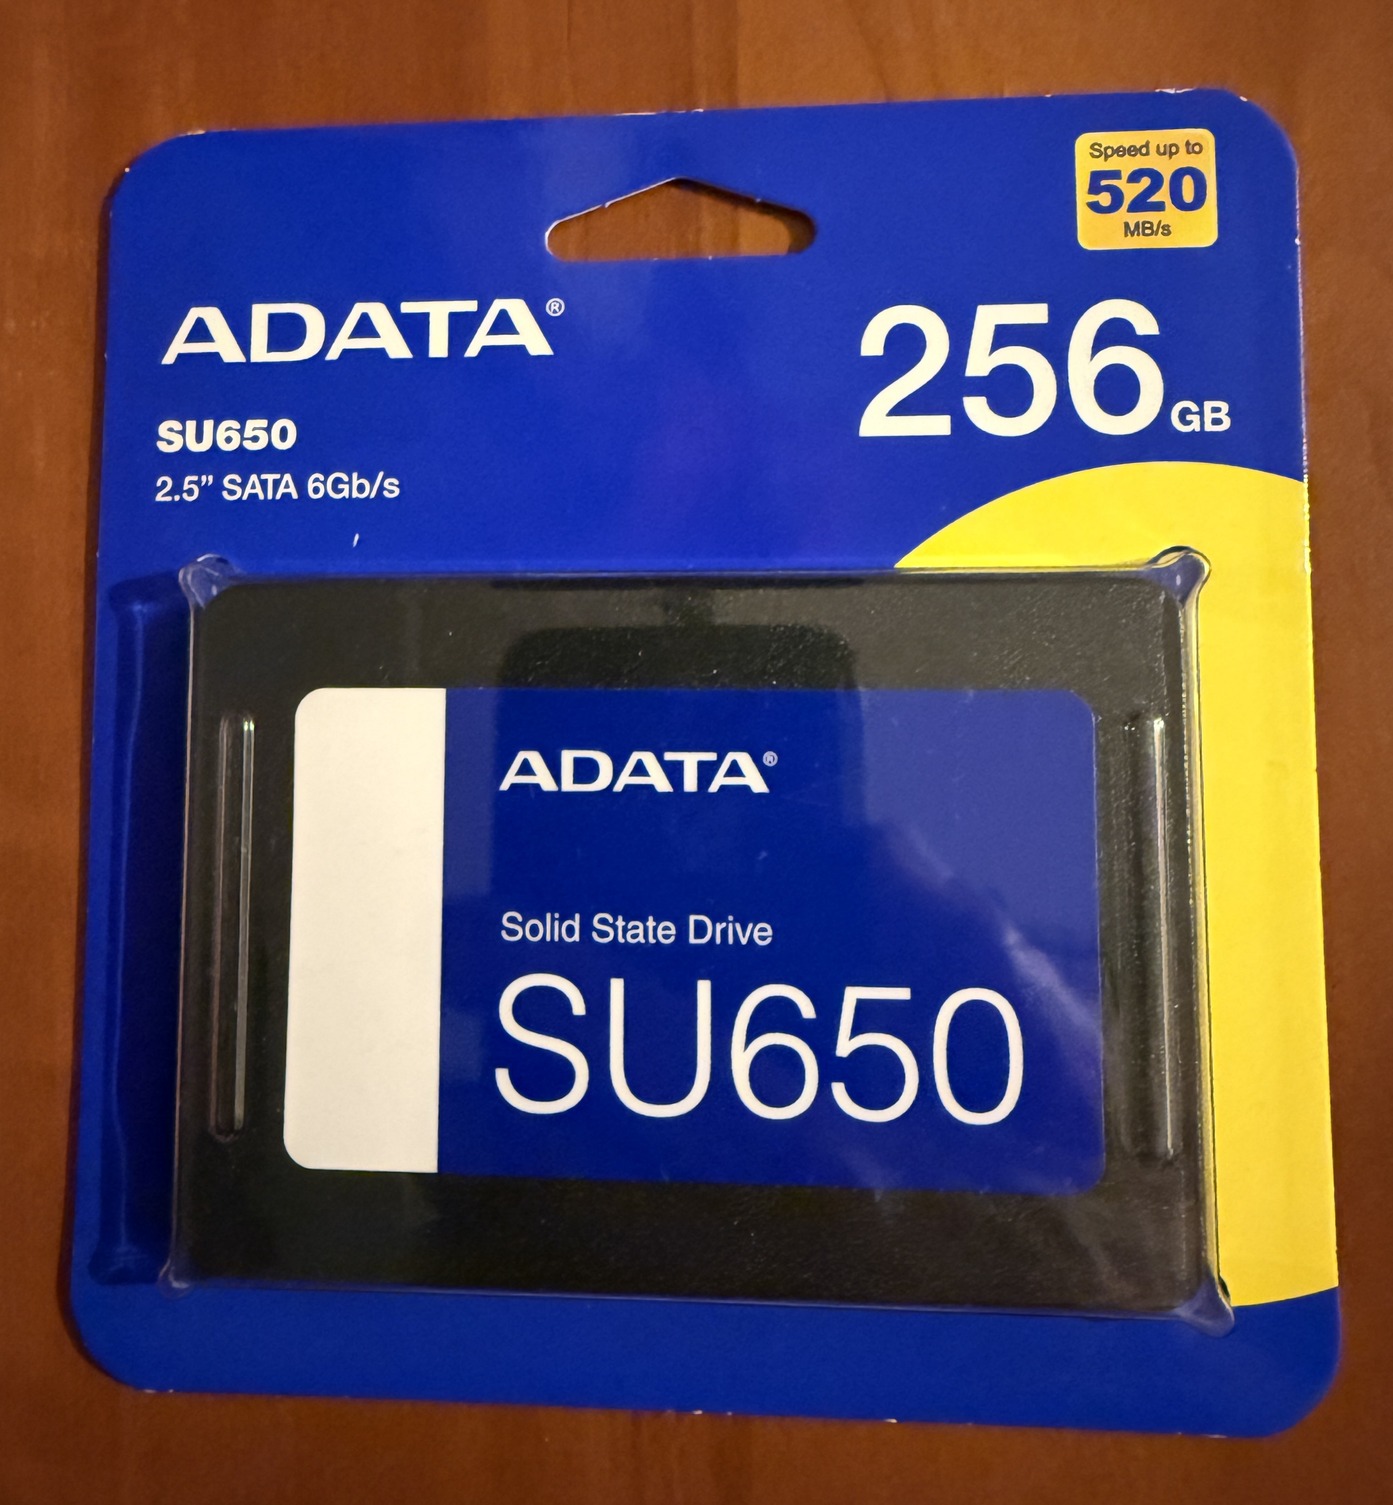 Speed up to
520
MB/s
ADATA®
256GB
SU650
2.5” SATA 6Gb/s
ADATA®
Solid State Drive
SU650